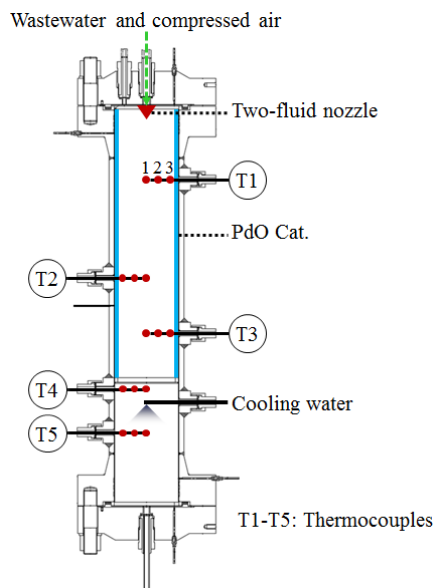 Wastewater and compressed air
Two-fluid nozzle
1 2 3
T1
PdO Cat.
T2
T3
T4
Cooling water
T5
T1-T5: Thermocouples